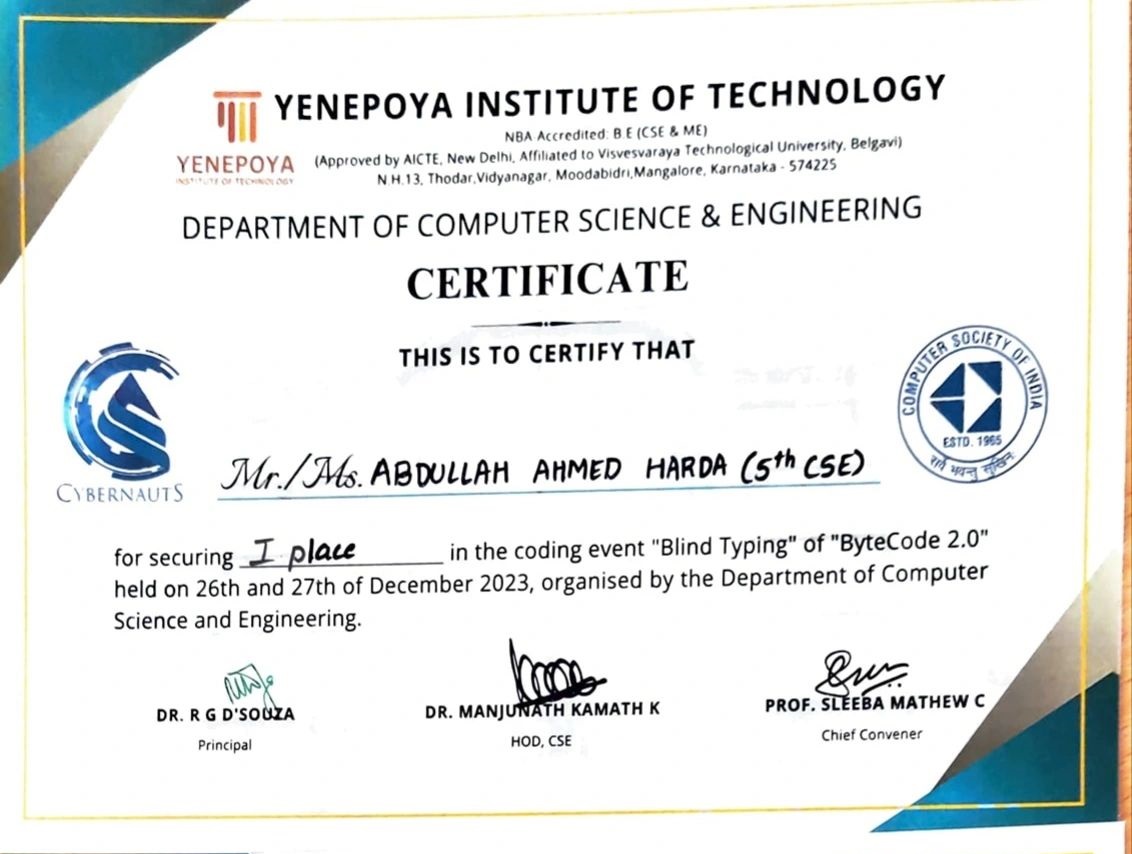 YENEPOYA INSTITUTE OF TECHNOLOGY
NBA Accredited: B E (CSE & ME)
YENEPOYA
INSTITUTE OF TECHNOLOGY
(Approved by AICTE, New Delhi, Affiliated to Visvesvaraya Technological University, Belgavi)
N.H.13, Thodar,Vidyanagar, Moodabidri,Mangalore, Karnataka - 574225
DEPARTMENT OF COMPUTER SCIENCE & ENGINEERING
CERTIFICATE
THIS IS TO CERTIFY THAT
CYBERNAUTS
COMPUTER SOCIETY OF INDIA
ESTD. 1965
सर्वे भवन्तु सुखिनः
Mr./Ms. ABDULLAH AHMED HARDA (5th CSE)
for securing I place in the coding event "Blind Typing" of "ByteCode 2.0"
held on 26th and 27th of December 2023, organised by the Department of Computer
Science and Engineering.
DR. R G D'SOUZA
Principal
DR. MANJUNATH KAMATH K
HOD, CSE
PROF. SLEEBA MATHEW C
Chief Convener